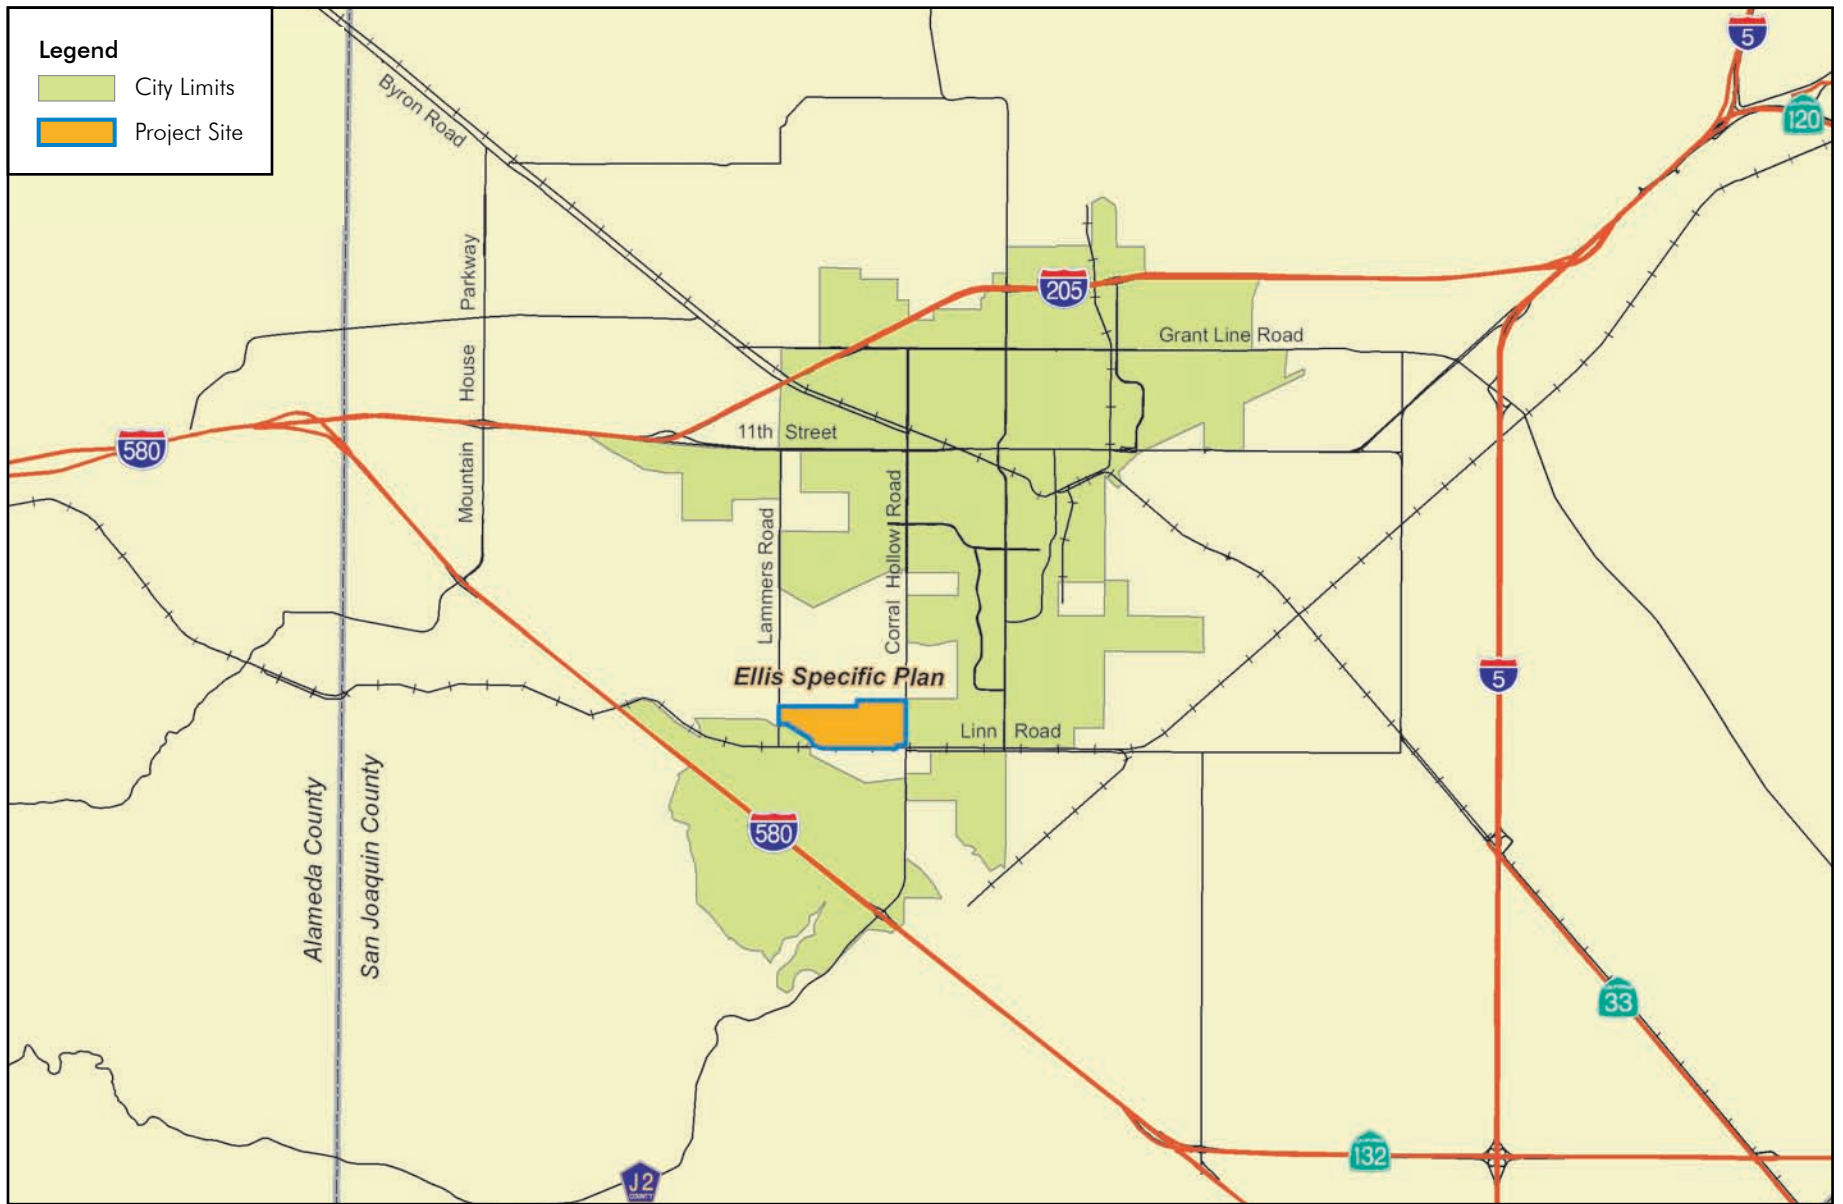 Legend
City Limits
Project Site
5
120
Byron Road
Mountain House Parkway
205
Grant Line Road
580
11th Street
Lammers Road
Corral Hollow Road
Ellis Specific Plan
5
Linn Road
Alameda County
San Joaquin County
580
33
132
J2
COUNTY